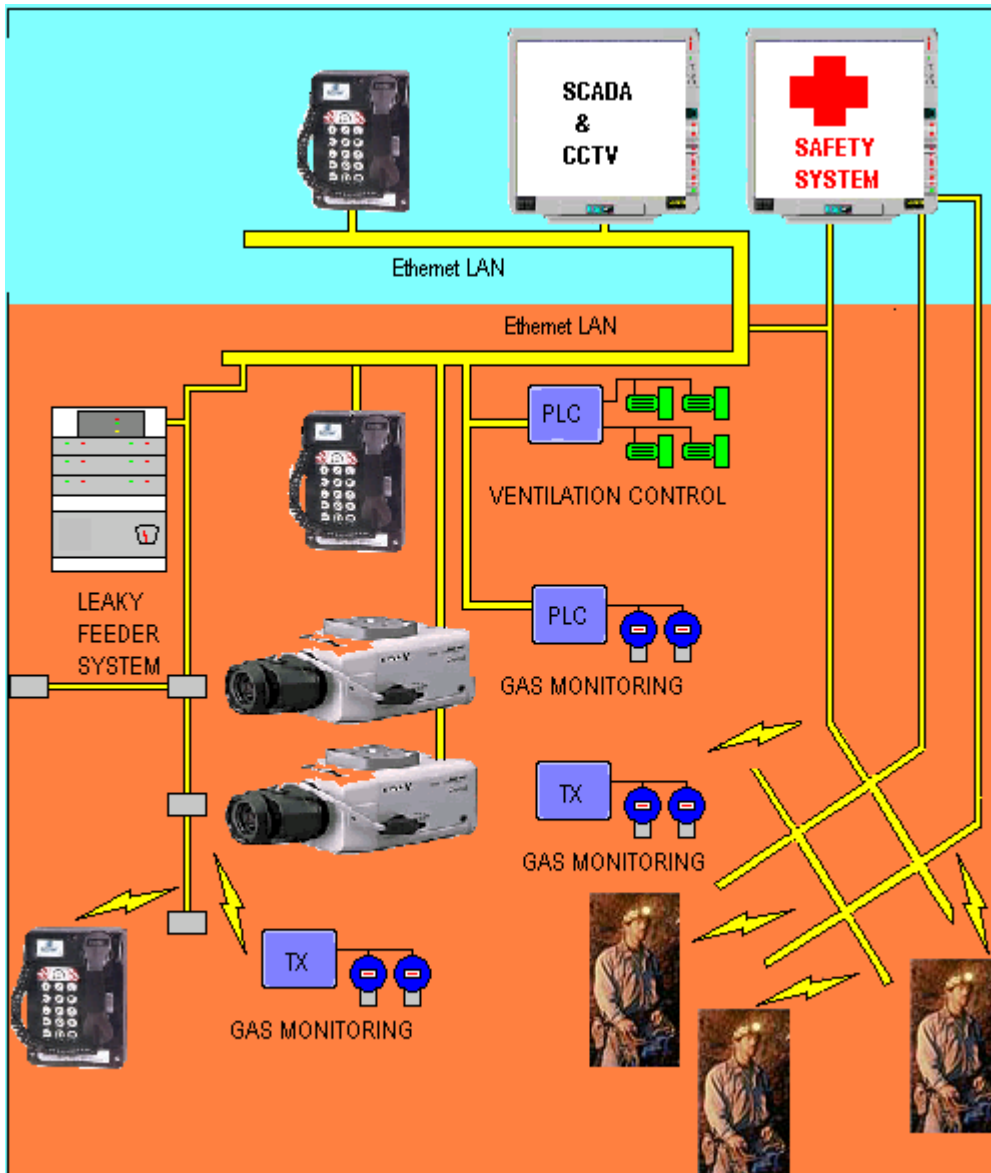 SCADA
&
CCTV
SAFETY
SYSTEM
Ethernet LAN
Ethernet LAN
PLC
VENTILATION CONTROL
LEAKY
FEEDER
SYSTEM
PLC
GAS MONITORING
TX
GAS MONITORING
TX
GAS MONITORING